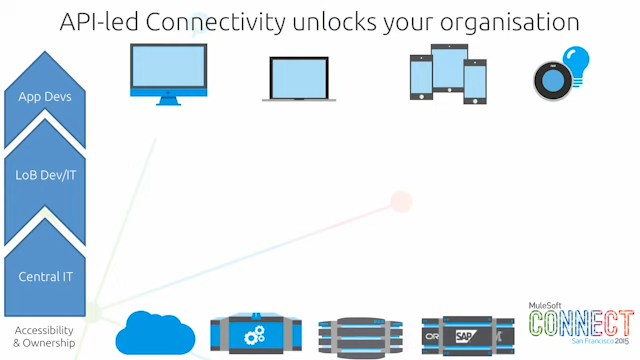 API-led Connectivity unlocks your organisation
App Devs
LoB Dev/IT
Central IT
Accessibility
& Ownership
OR
SAP
MuleSoft
CONNECT
San Francisco 2015